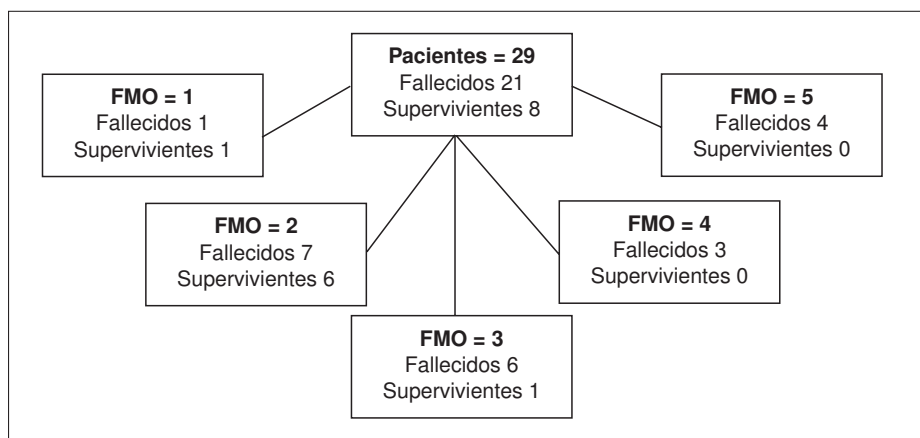 Pacientes = 29
Fallecidos 21
Supervivientes 8
FMO = 1
Fallecidos 1
Supervivientes 1
FMO = 5
Fallecidos 4
Supervivientes 0
FMO = 2
Fallecidos 7
Supervivientes 6
FMO = 4
Fallecidos 3
Supervivientes 0
FMO = 3
Fallecidos 6
Supervivientes 1